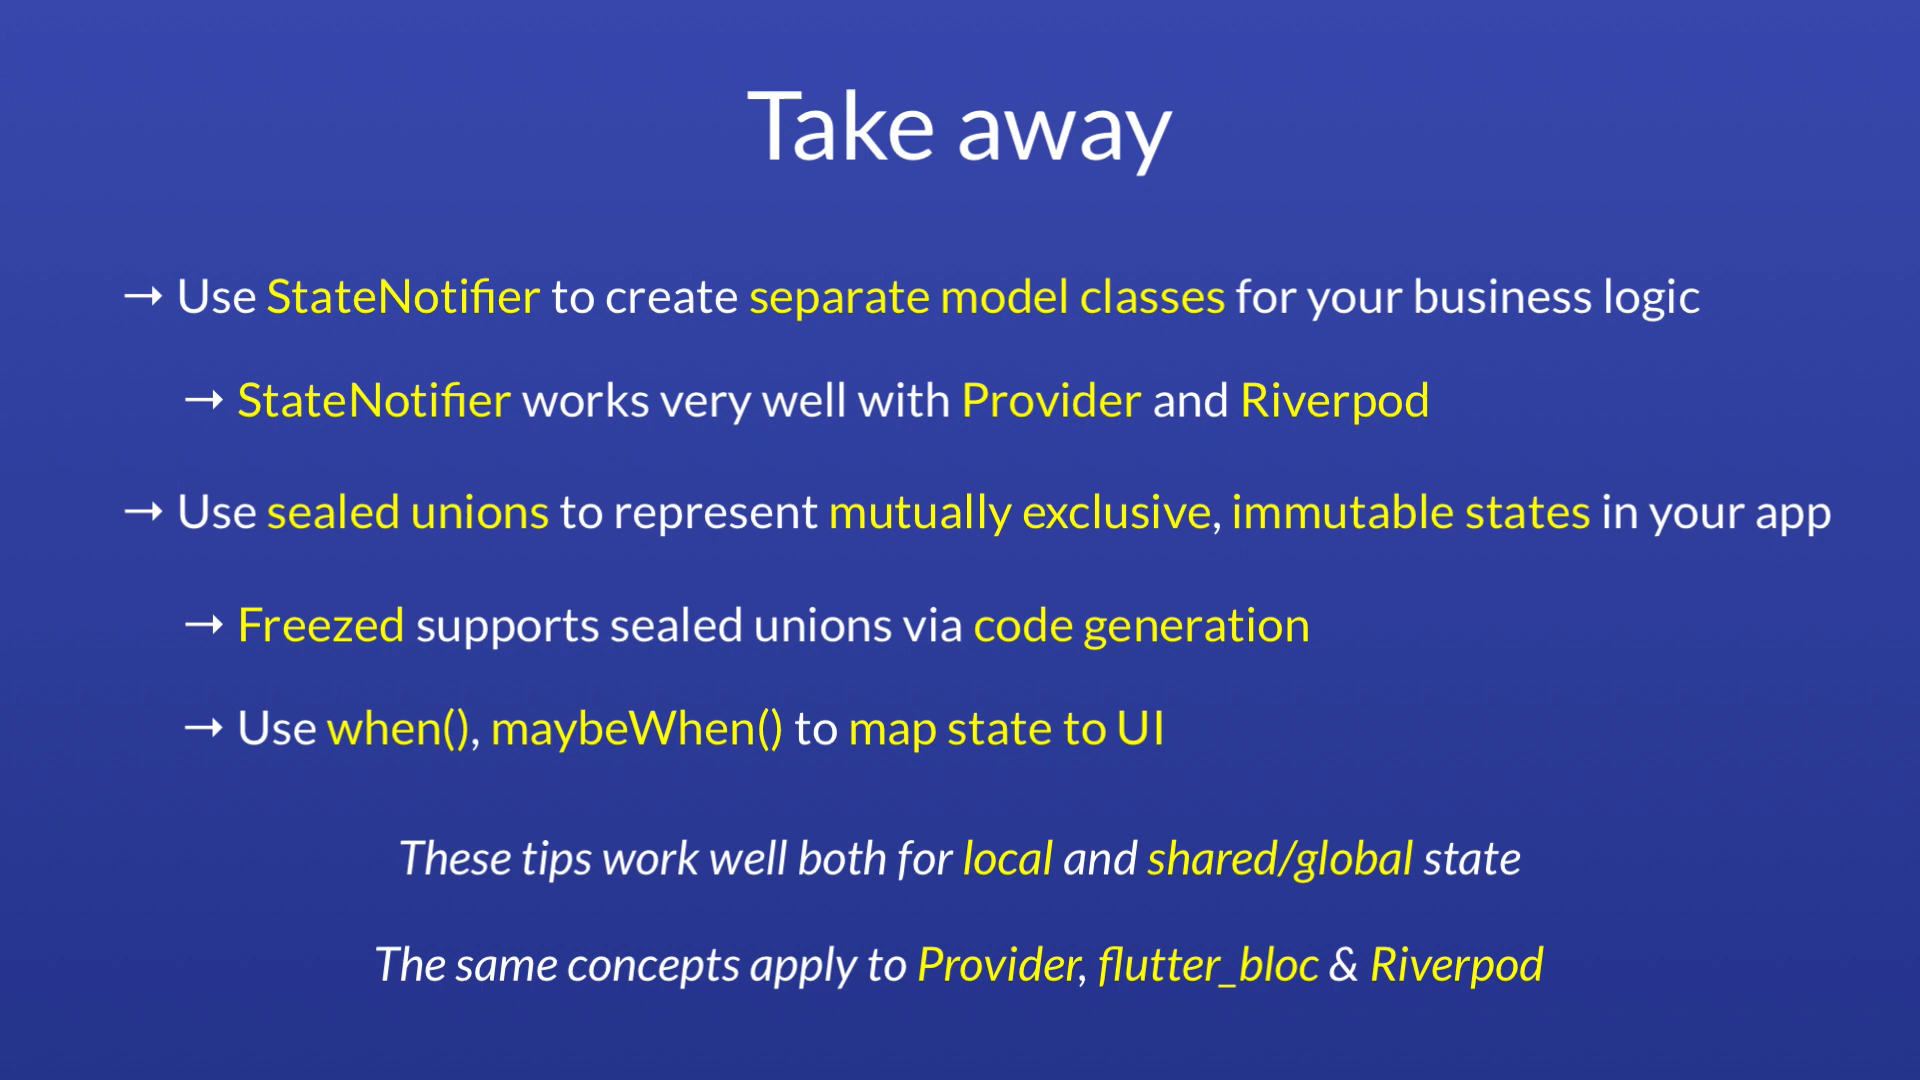 Take away
→ Use StateNotifier to create separate model classes for your business logic
→ StateNotifier works very well with Provider and Riverpod
→ Use sealed unions to represent mutually exclusive, immutable states in your app
→ Freezed supports sealed unions via code generation
→ Use when(), maybeWhen() to map state to UI
These tips work well both for local and shared/global state
The same concepts apply to Provider, flutter_bloc & Riverpod